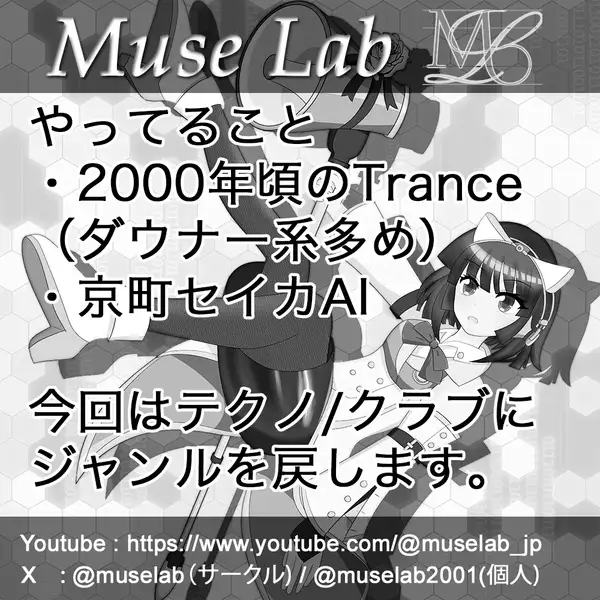 Muse Lab ML
やってること
・2000年頃のTrance
（ダウナー系多め）
・京町セイカAI
今回はテクノ/クラブに
ジャンルを戻します。
Youtube : https://www.youtube.com/@muselab_jp
X : @muselab（サークル) / @muselab2001(個人)